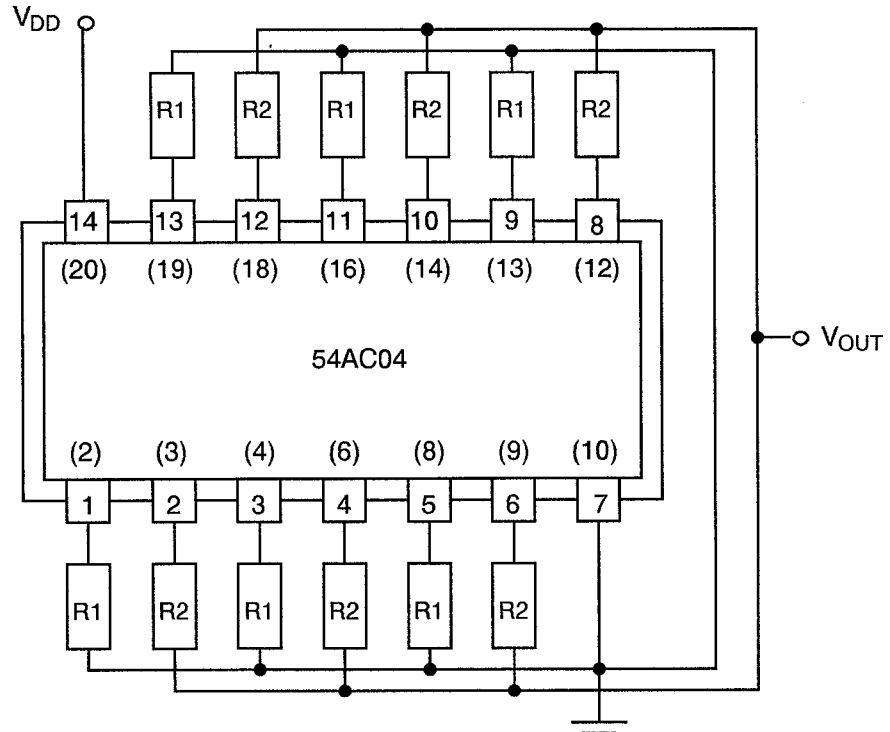 VDD
R1 R2 R1 R2 R1 R2
14 13 12 11 10 9 8
(20) (19) (18) (16) (14) (13) (12)
VOUT
54AC04
(2) (3) (4) (6) (8) (9) (10)
1 2 3 4 5 6 7
R1 R2 R1 R2 R1 R2